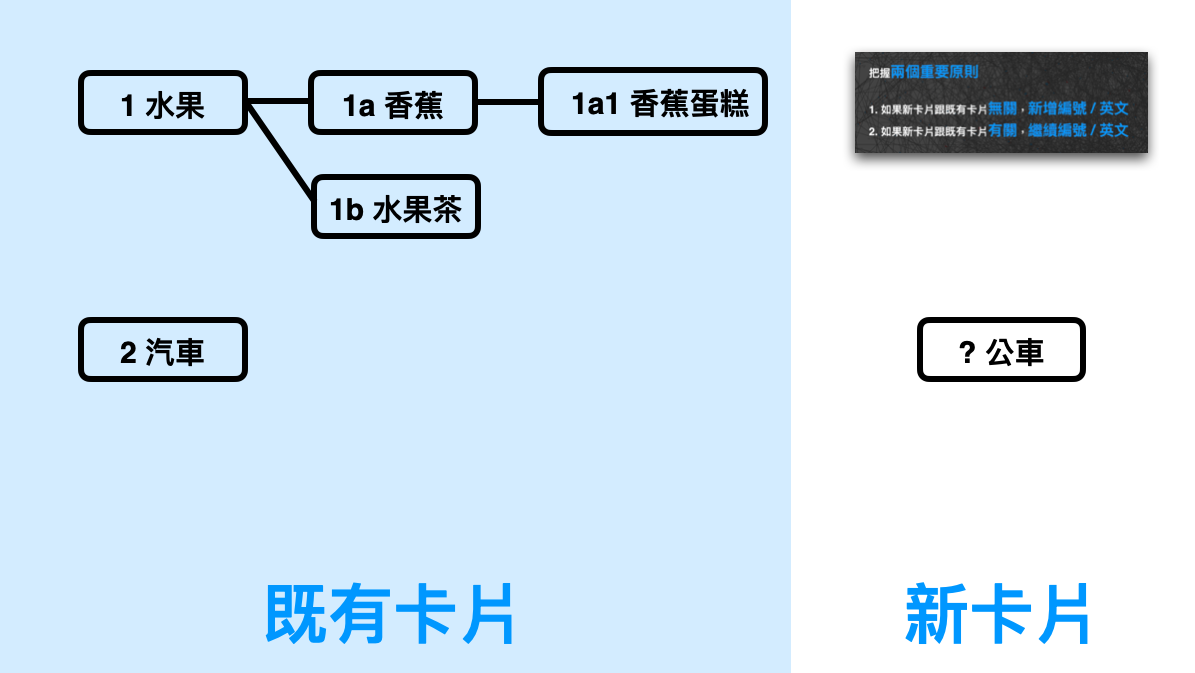 1 水果
1a 香蕉
1a1 香蕉蛋糕
1b 水果茶
2 汽車
既有卡片
把握兩個重要原則
1. 如果新卡片跟既有卡片無關，新增編號 / 英文
2. 如果新卡片跟既有卡片有關，繼續編號 / 英文
? 公車
新卡片